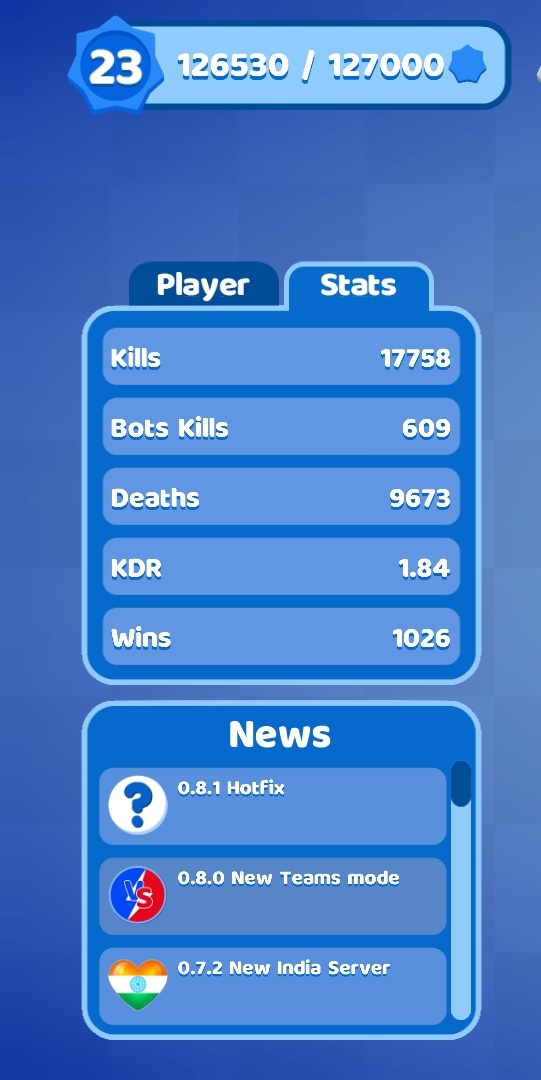 23
126530 / 127000
Player Stats
Kills 17758
Bots Kills 609
Deaths 9673
KDR 1.84
Wins 1026
News
?
0.8.1 Hotfix
VS
0.8.0 New Teams mode
0.7.2 New India Server